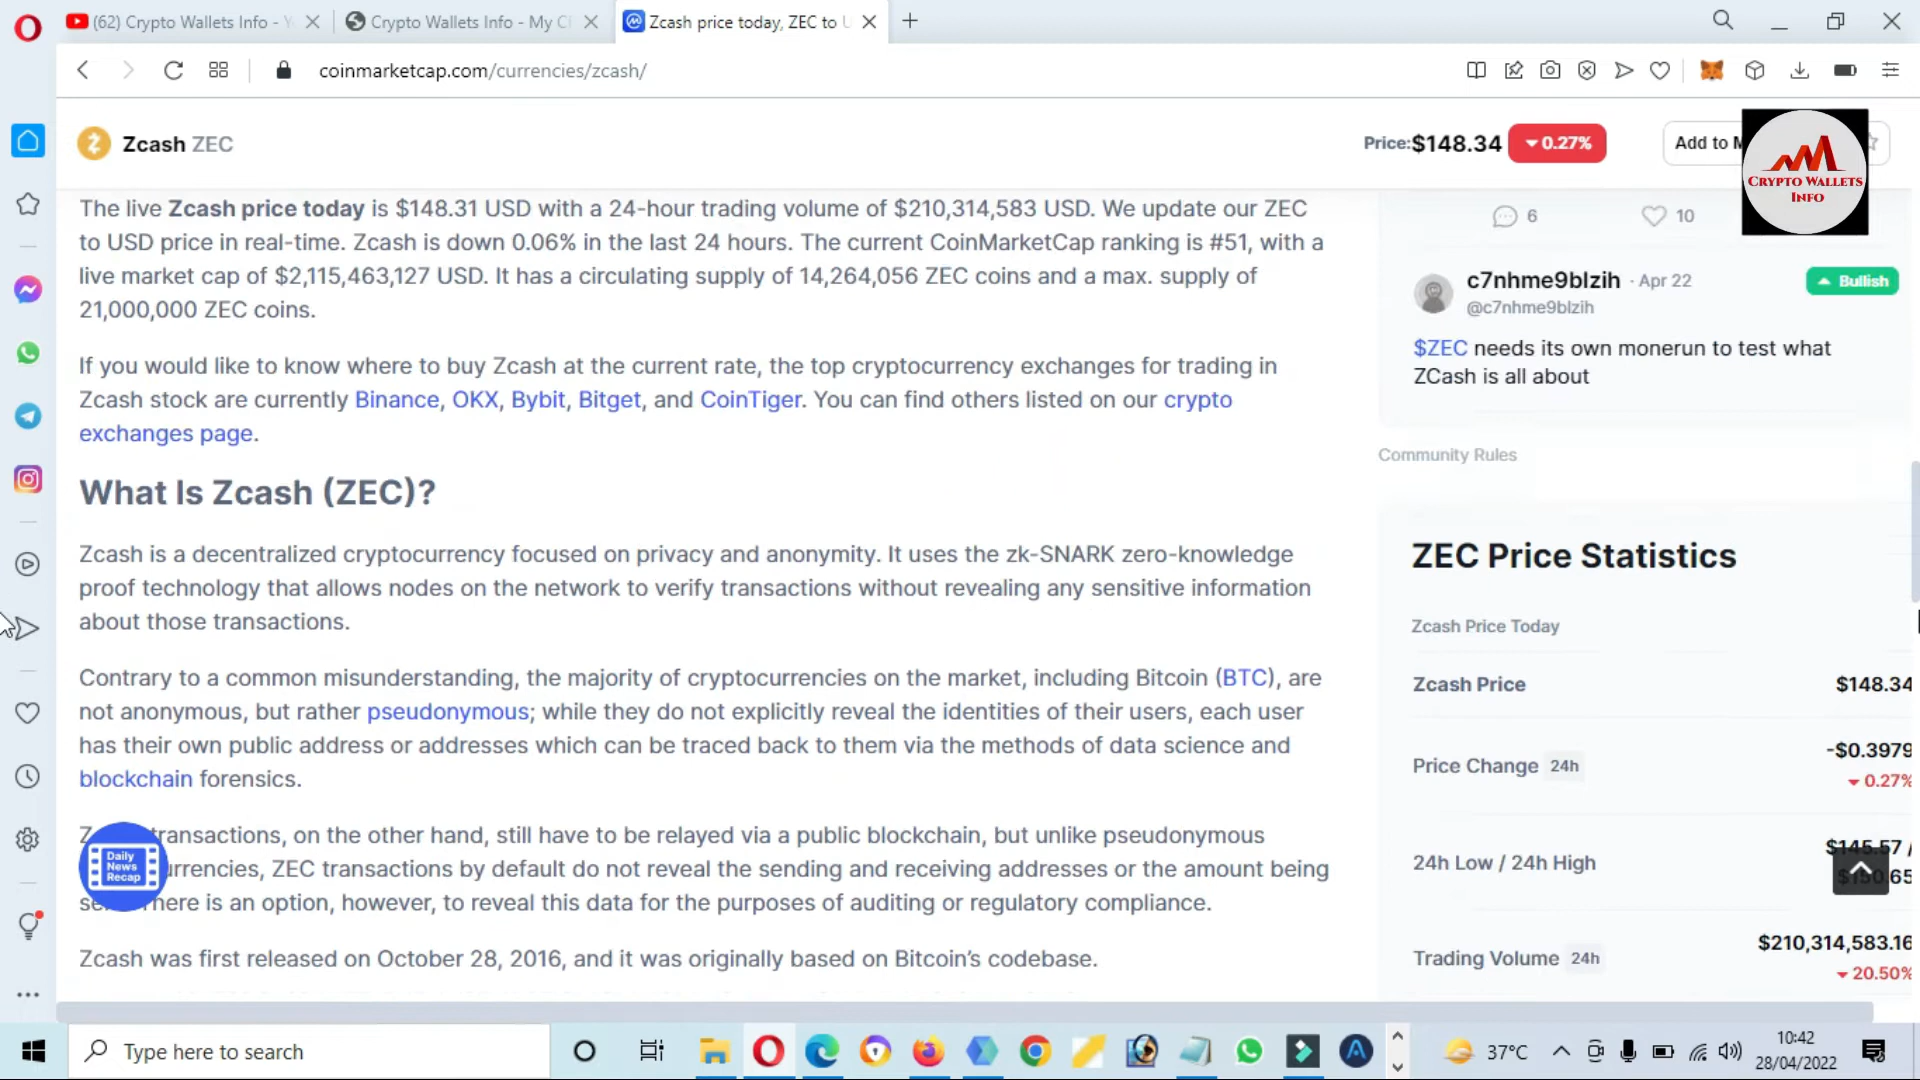 (62) Crypto Wallets Info - Y
Crypto Wallets Info - My C
Zcash price today, ZEC to U
coinmarketcap.com/currencies/zcash/
Zcash ZEC
Price:$148.34
0.27%
Add to M
CRYPTO WALLETS
INFO
The live Zcash price today is $148.31 USD with a 24-hour trading volume of $210,314,583 USD. We update our ZEC
to USD price in real-time. Zcash is down 0.06% in the last 24 hours. The current CoinMarketCap ranking is #51, with a
live market cap of $2,115,463,127 USD. It has a circulating supply of 14,264,056 ZEC coins and a max. supply of
21,000,000 ZEC coins.
If you would like to know where to buy Zcash at the current rate, the top cryptocurrency exchanges for trading in
Zcash stock are currently Binance, OKX, Bybit, Bitget, and CoinTiger. You can find others listed on our crypto
exchanges page.
What Is Zcash (ZEC)?
Zcash is a decentralized cryptocurrency focused on privacy and anonymity. It uses the zk-SNARK zero-knowledge
proof technology that allows nodes on the network to verify transactions without revealing any sensitive information
about those transactions.
Contrary to a common misunderstanding, the majority of cryptocurrencies on the market, including Bitcoin (BTC), are
not anonymous, but rather pseudonymous; while they do not explicitly reveal the identities of their users, each user
has their own public address or addresses which can be traced back to them via the methods of data science and
blockchain forensics.
transactions, on the other hand, still have to be relayed via a public blockchain, but unlike pseudonymous
urrencies, ZEC transactions by default do not reveal the sending and receiving addresses or the amount being
se here is an option, however, to reveal this data for the purposes of auditing or regulatory compliance.
Zcash was first released on October 28, 2016, and it was originally based on Bitcoin's codebase.
Daily
News
Recap
6
10
c7nhme9blzih · Apr 22
Bullish
@c7nhme9blzih
$ZEC needs its own monerun to test what
ZCash is all about
Community Rules
ZEC Price Statistics
Zcash Price Today
Zcash Price
$148.34
Price Change 24h
-$0.3979
0.27%
24h Low / 24h High
$145.57 /
Trading Volume 24h
$210,314,583.16
20.50%
Type here to search
37°C
10:42
28/04/2022